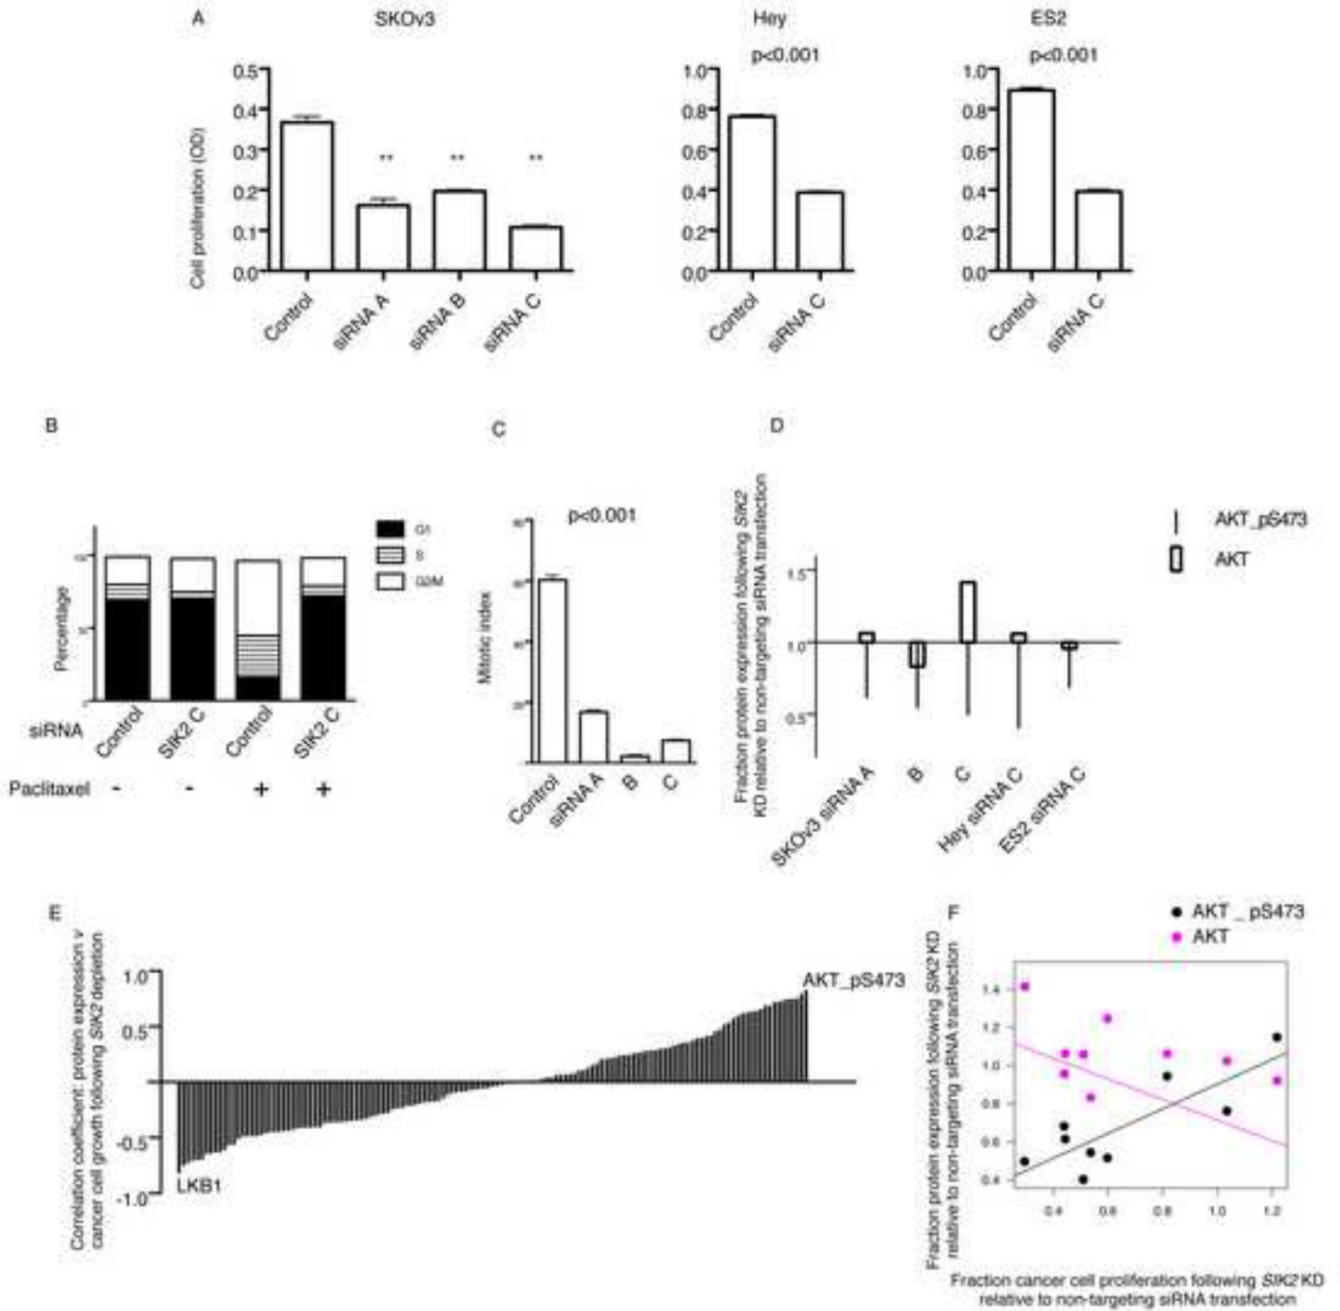 A
SKOv3
Hey
ES2
p<0.001
p<0.001
Cell proliferation (OD)
0.5
0.4
0.3
0.2
0.1
0.0
**
**
**
Control
siRNA A
siRNA B
siRNA C
1.0
0.8
0.6
0.4
0.2
0.0
Control
siRNA C
1.0
0.8
0.6
0.4
0.2
0.0
Control
siRNA C
B
Percentage
G1
S
G2M
siRNA
Control
SIK2 C
Control
SIK2 C
Paclitaxel
-
-
+
+
C
p<0.001
Mitotic index
Control
siRNA A
B
C
D
Fraction protein expression following SIK2
KD relative to non-targeting siRNA transfection
AKT_pS473
AKT
1.5
1.0
0.5
SKOv3 siRNA A
B
C
Hey siRNA C
ES2 siRNA C
E
Correlation coefficient: protein expression v
cancer cell growth following SIK2 depletion
1.0
0.5
-0.5
-1.0
AKT_pS473
LKB1
F
AKT _ pS473
AKT
Fraction protein expression following SIK2 KD
relative to non-targeting siRNA transfection
1.4
1.2
1.0
0.8
0.6
0.4
0.4
0.6
0.8
1.0
1.2
Fraction cancer cell proliferation following SIK2 KD
relative to non-targeting siRNA transfection